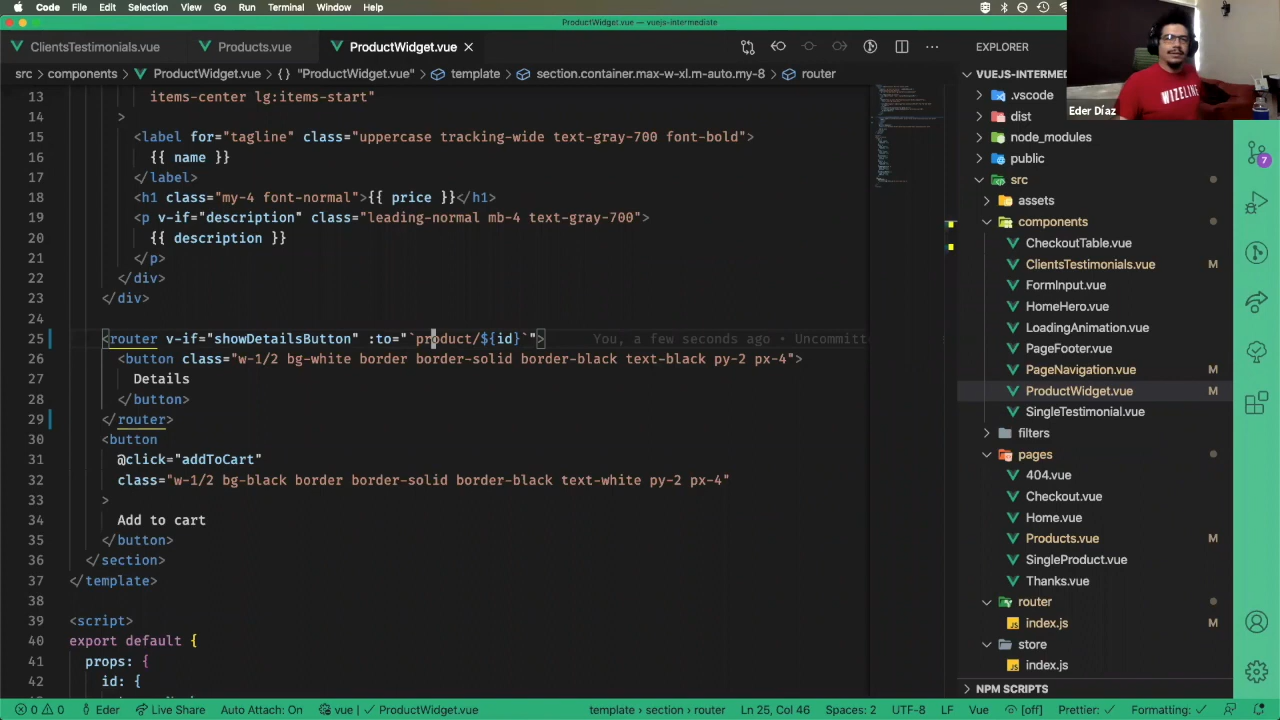 Code File Edit Selection View Go Run Terminal Window Help
ProductWidget.vue — vuejs-intermediate
ClientsTestimonials.vue Products.vue ProductWidget.vue × ... EXPLORER
src > components > ProductWidget.vue > {} "ProductWidget.vue" > template > section.container.max-w-xl.m-auto.my-8 > router
13 items-center lg:items-start"
15 <label for="tagline" class="uppercase tracking-wide text-gray-700 font-bold">
16 {{ name }}
17 </label>
18 <h1 class="my-4 font-normal">{{ price }}</h1>
19 <p v-if="description" class="leading-normal mb-4 text-gray-700">
20 {{ description }}
21 </p>
22 </div>
23 </div>
24
25 <router v-if="showDetailsButton" :to="`product/${id}`"> You, a few seconds ago • Uncommitt
26 <button class="w-1/2 bg-white border border-solid border-black text-black py-2 px-4">
27 Details
28 </button>
29 </router>
30 <button
31 @click="addToCart"
32 class="w-1/2 bg-black border border-solid border-black text-white py-2 px-4"
33 >
34 Add to cart
35 </button>
36 </section>
37 </template>
38
39 <script>
40 export default {
41 props: {
42 id: {
VUEJS-INTERMED
.vscode
dist
node_modules
public
src
assets
components
CheckoutTable.vue
ClientsTestimonials.vue M
FormInput.vue
HomeHero.vue
LoadingAnimation.vue
PageFooter.vue
PageNavigation.vue M
ProductWidget.vue M
SingleTestimonial.vue
filters
pages
404.vue
Checkout.vue
Home.vue
Products.vue M
SingleProduct.vue
Thanks.vue
router
index.js M
store
index.js
NPM SCRIPTS
WIZELINE
Eder Díaz
7
0 0 Eder Live Share Auto Attach: On vue | ✓ ProductWidget.vue template > section > router Ln 25, Col 46 Spaces: 2 UTF-8 LF Vue [off] Prettier: ✓ Formatting: ✓